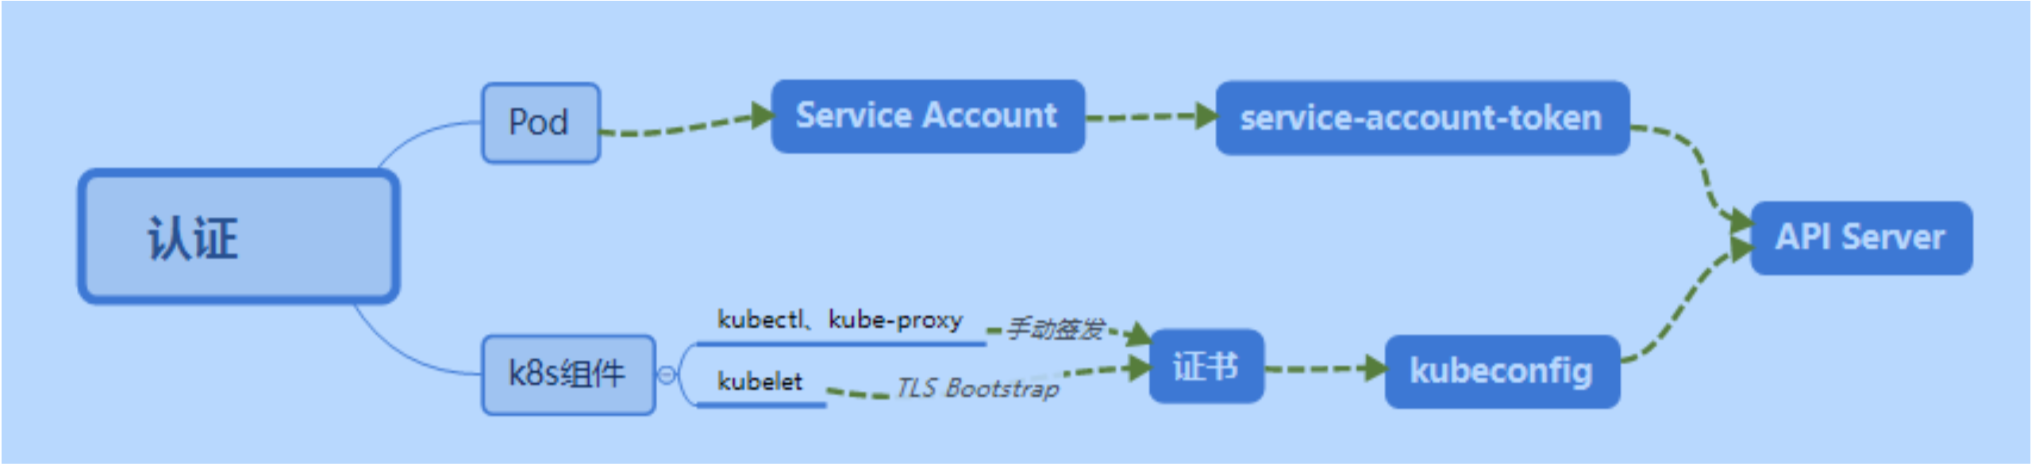 认证
Pod
Service Account
service-account-token
API Server
k8s组件
kubectl、kube-proxy
手动签发
kubelet
TLS Bootstrap
证书
kubeconfig